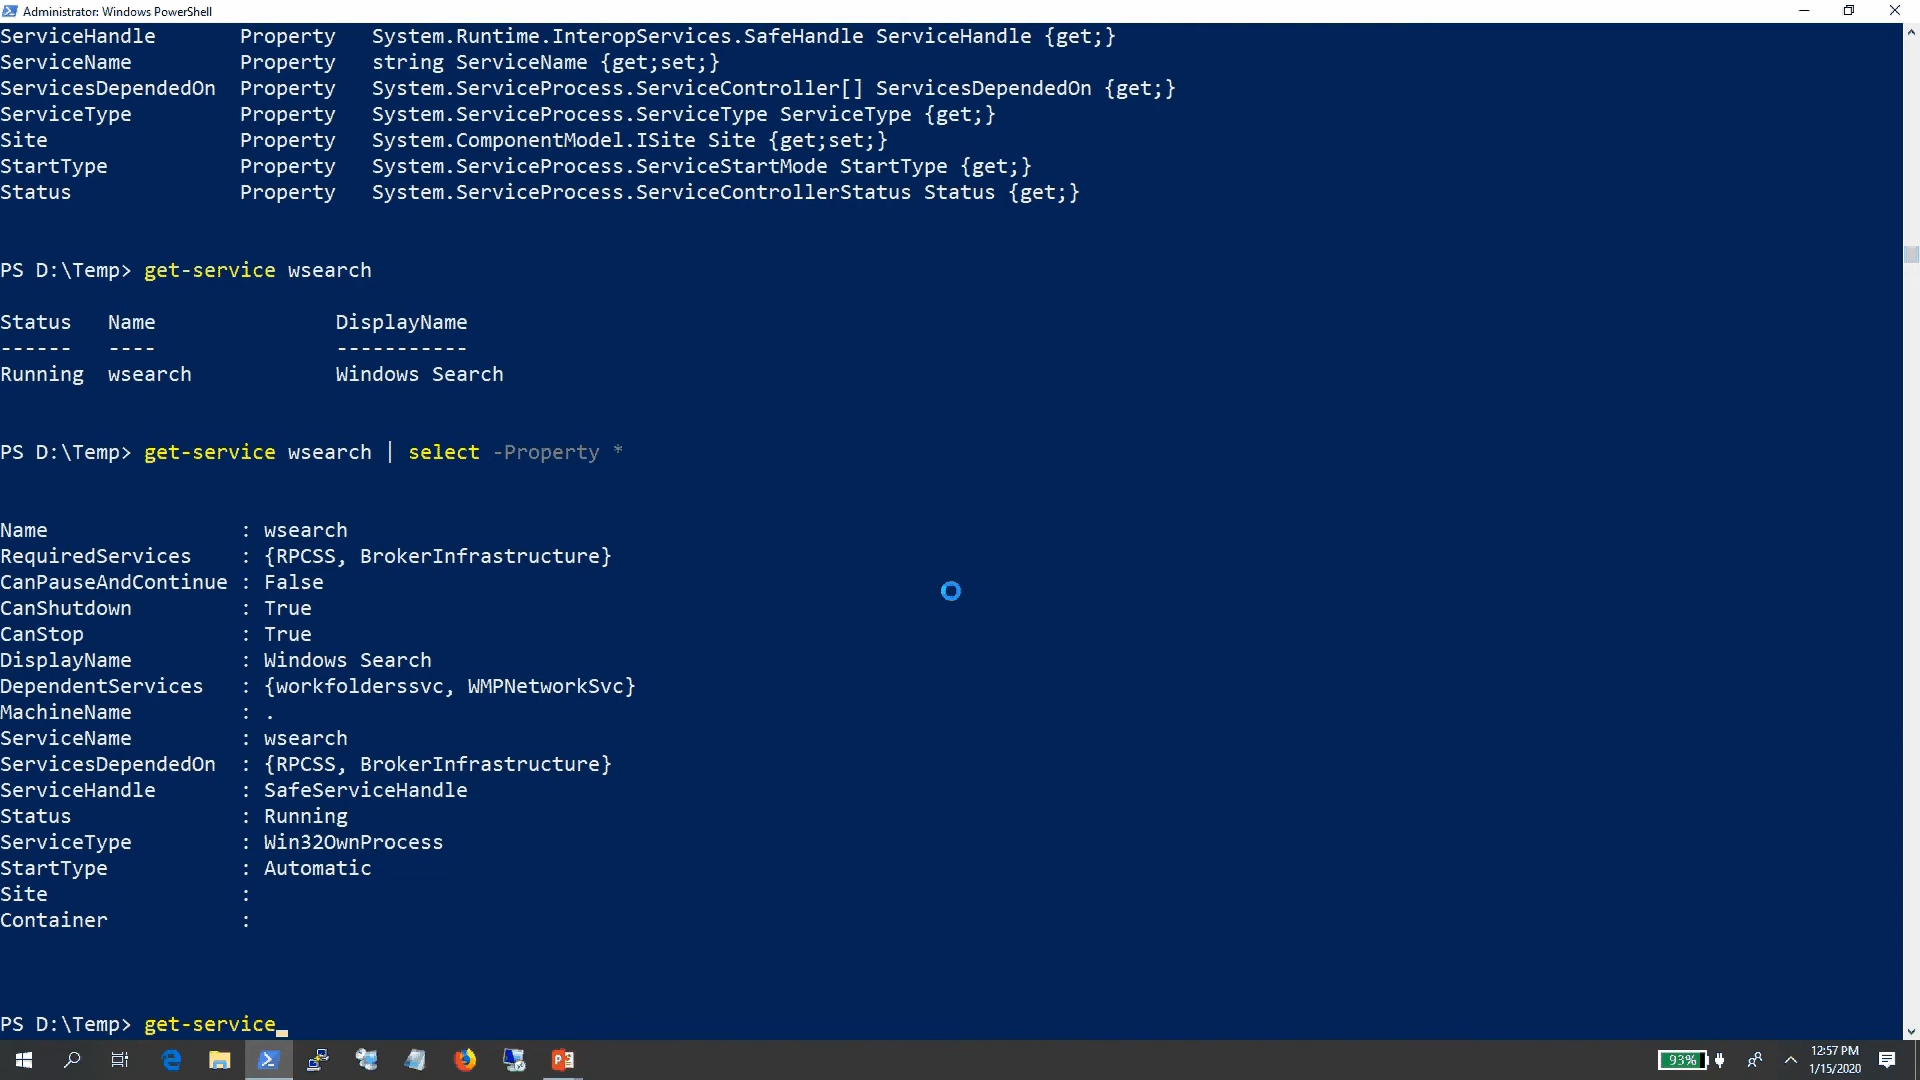 Administrator: Windows PowerShell
ServiceHandle       Property   System.Runtime.InteropServices.SafeHandle ServiceHandle {get;}
ServiceName         Property   string ServiceName {get;set;}
ServicesDependedOn  Property   System.ServiceProcess.ServiceController[] ServicesDependedOn {get;}
ServiceType         Property   System.ServiceProcess.ServiceType ServiceType {get;}
Site                Property   System.ComponentModel.ISite Site {get;set;}
StartType           Property   System.ServiceProcess.ServiceStartMode StartType {get;}
Status              Property   System.ServiceProcess.ServiceControllerStatus Status {get;}
PS D:\Temp> get-service wsearch
Status   Name               DisplayName
------   ----               -----------
Running  wsearch            Windows Search
PS D:\Temp> get-service wsearch | select -Property *
Name                : wsearch
RequiredServices    : {RPCSS, BrokerInfrastructure}
CanPauseAndContinue : False
CanShutdown         : True
CanStop             : True
DisplayName         : Windows Search
DependentServices   : {workfolderssvc, WMPNetworkSvc}
MachineName         : .
ServiceName         : wsearch
ServicesDependedOn  : {RPCSS, BrokerInfrastructure}
ServiceHandle       : SafeServiceHandle
Status              : Running
ServiceType         : Win32OwnProcess
StartType           : Automatic
Site                :
Container           :
PS D:\Temp> get-service_
93%
12:57 PM
1/15/2020